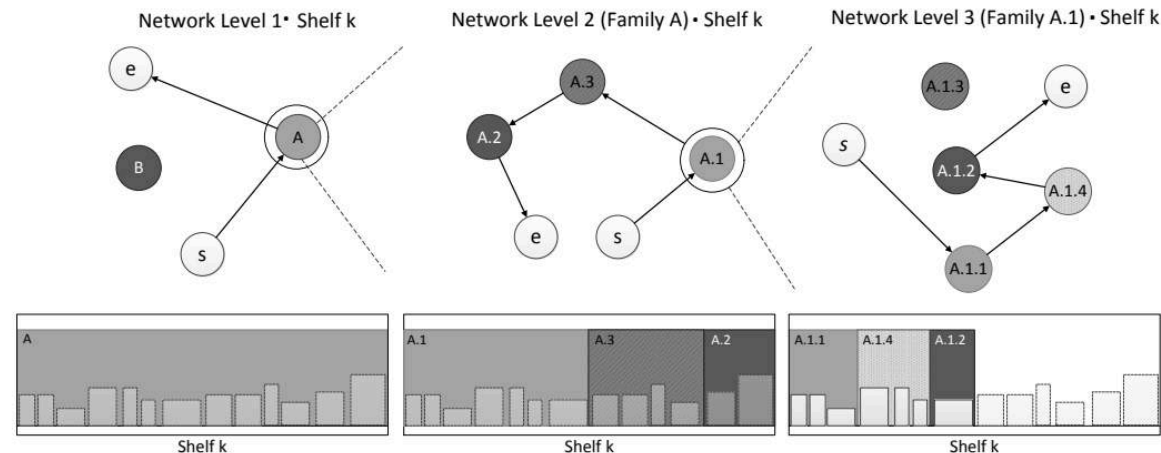 Network Level 1• Shelf k
e
A
B
s
A
Shelf k
Network Level 2 (Family A) • Shelf k
A.3
A.2
A.1
e
s
A.1
A.3
A.2
Shelf k
Network Level 3 (Family A.1) • Shelf k
A.1.3
e
s
A.1.2
A.1.4
A.1.1
A.1.1
A.1.4
A.1.2
Shelf k